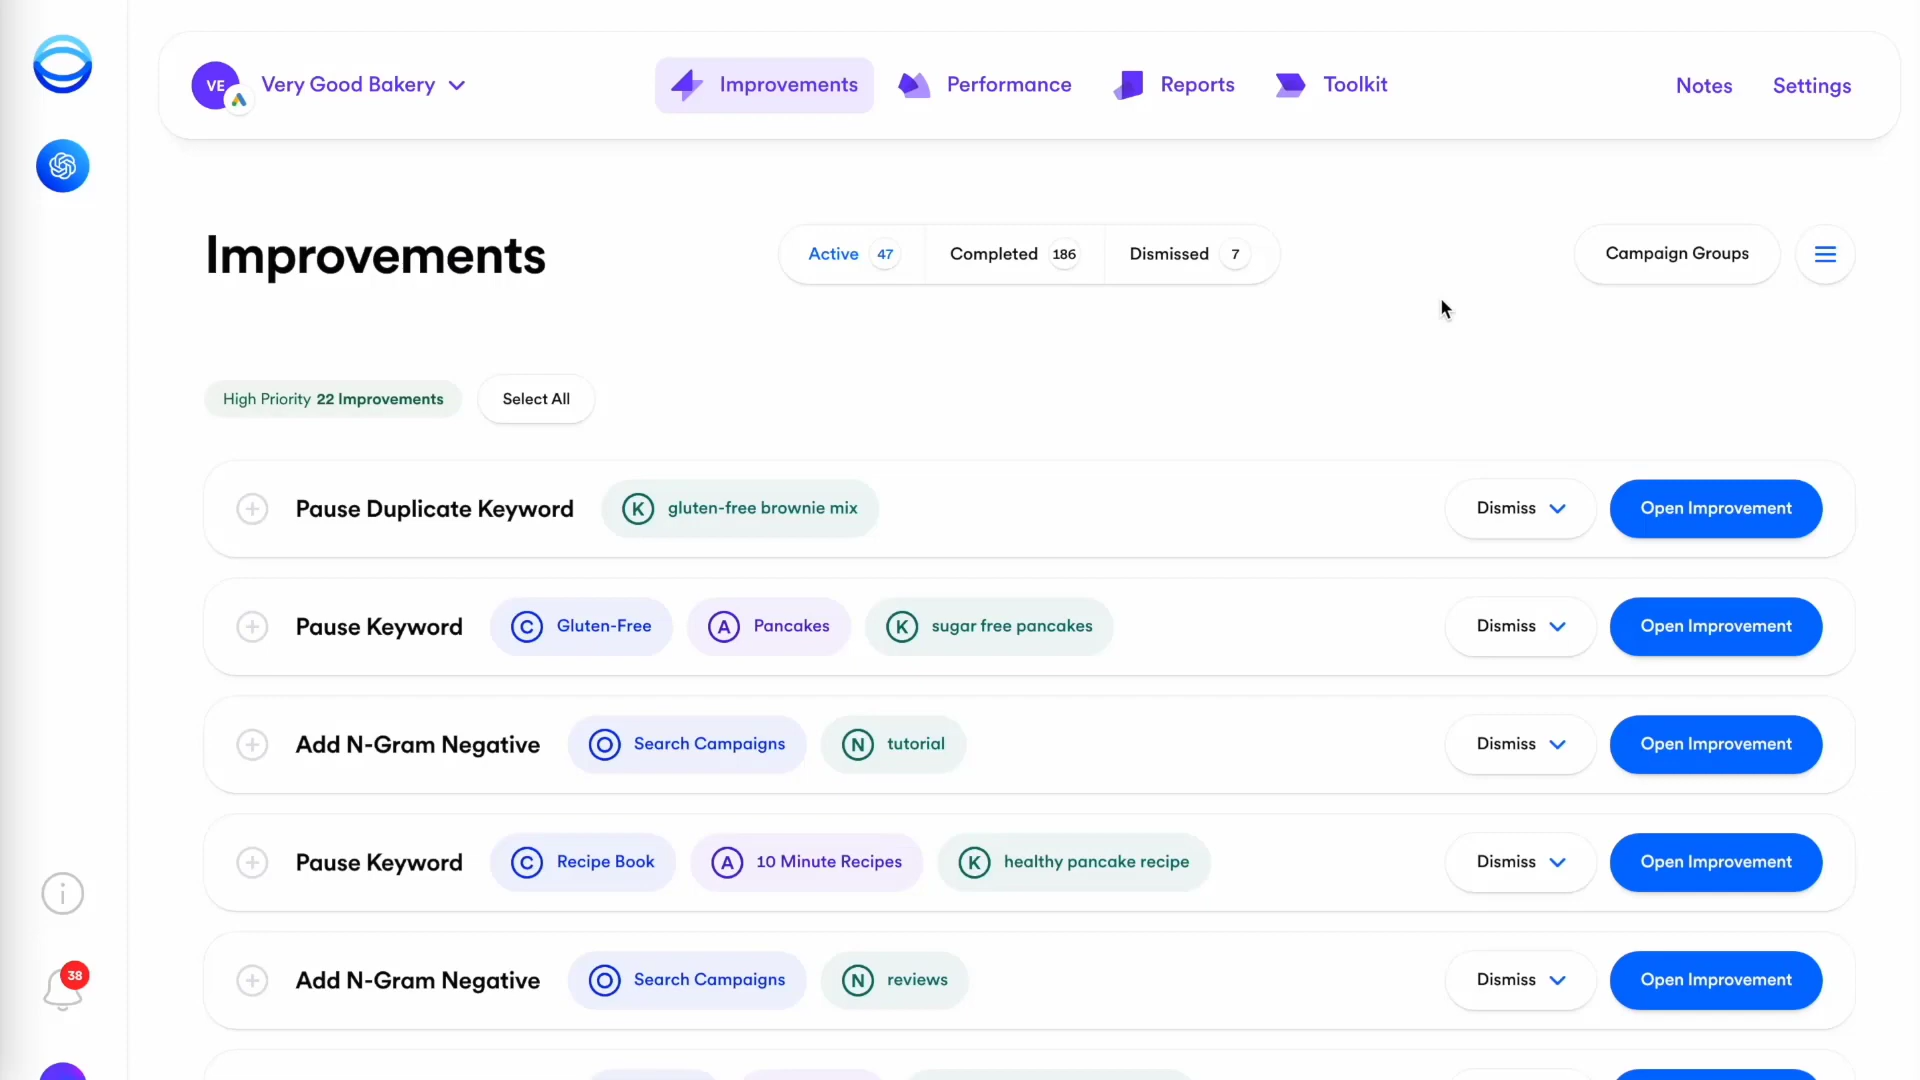 VE Very Good Bakery Improvements Performance Reports Toolkit Notes Settings
Improvements Active 47 Completed 186 Dismissed 7 Campaign Groups
High Priority 22 Improvements Select All
Pause Duplicate Keyword K gluten-free brownie mix Dismiss Open Improvement
Pause Keyword C Gluten-Free A Pancakes K sugar free pancakes Dismiss Open Improvement
Add N-Gram Negative O Search Campaigns N tutorial Dismiss Open Improvement
Pause Keyword C Recipe Book A 10 Minute Recipes K healthy pancake recipe Dismiss Open Improvement
i
38
Add N-Gram Negative O Search Campaigns N reviews Dismiss Open Improvement